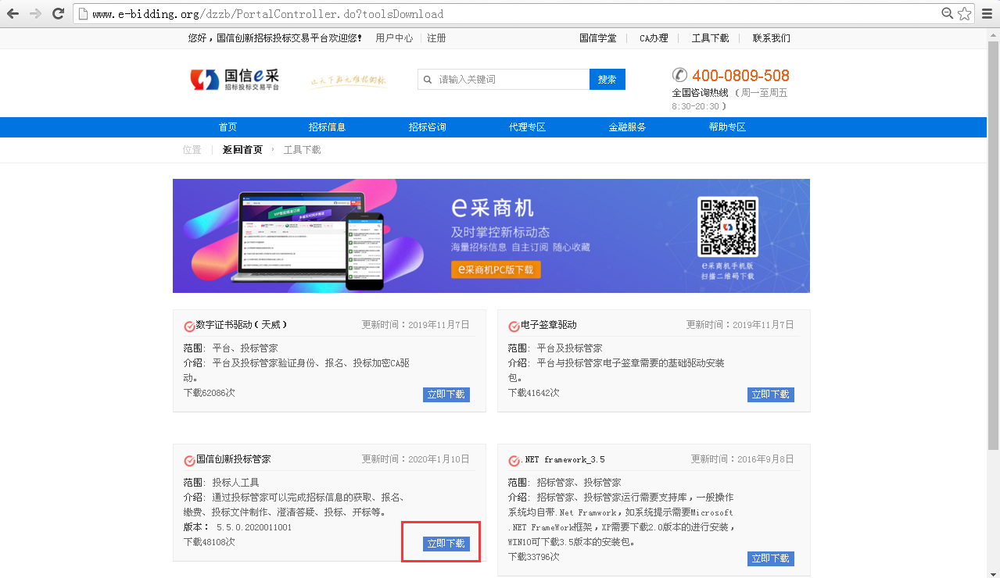 www.e-bidding.org/dzzb/PortalController.do?toolsDownload
您好，国信创新招标投标交易平台欢迎您！ 用户中心 注册 国信学堂 CA办理 工具下载 联系我们
国信e采
招标投标交易平台
让天下再无难招的标
请输入关键词 搜索
400-0809-508
全国咨询热线 （周一至周五
8:30-20:30）
首页 招标信息 招标咨询 代理专区 金融服务 帮助专区
位置 返回首页 › 工具下载
e采商机
及时掌控新标动态
海量招标信息 自主订阅 随心收藏
e采商机PC版下载
e采商机手机版
扫描二维码下载
数字证书驱动（天威） 更新时间：2019年11月7日
范围: 平台、投标管家
介绍: 平台及投标管家验证身份、报名、投标加密CA驱
动。
下载62086次 立即下载
电子签章驱动 更新时间：2019年11月7日
范围: 平台及投标管家
介绍: 平台与投标管家电子签章需要的基础驱动安装
包。
下载41642次 立即下载
国信创新投标管家 更新时间：2020年1月10日
范围: 投标人工具
介绍: 通过投标管家可以完成招标信息的获取、报名、
缴费、投标文件制作、澄清答疑、投标、开标等。
版本： 5.5.0.2020011001
下载48108次 立即下载
.NET framework_3.5 更新时间：2016年9月8日
范围: 招标管家、投标管家
介绍: 招标管家、投标管家运行需要支持库，一般操作
系统均自带.Net Framwork，如系统提示需要Microsoft
.NET FrameWork框架，XP需要下载2.0版本的进行安装，
WIN10可下载3.5版本的安装包。
下载33796次 立即下载